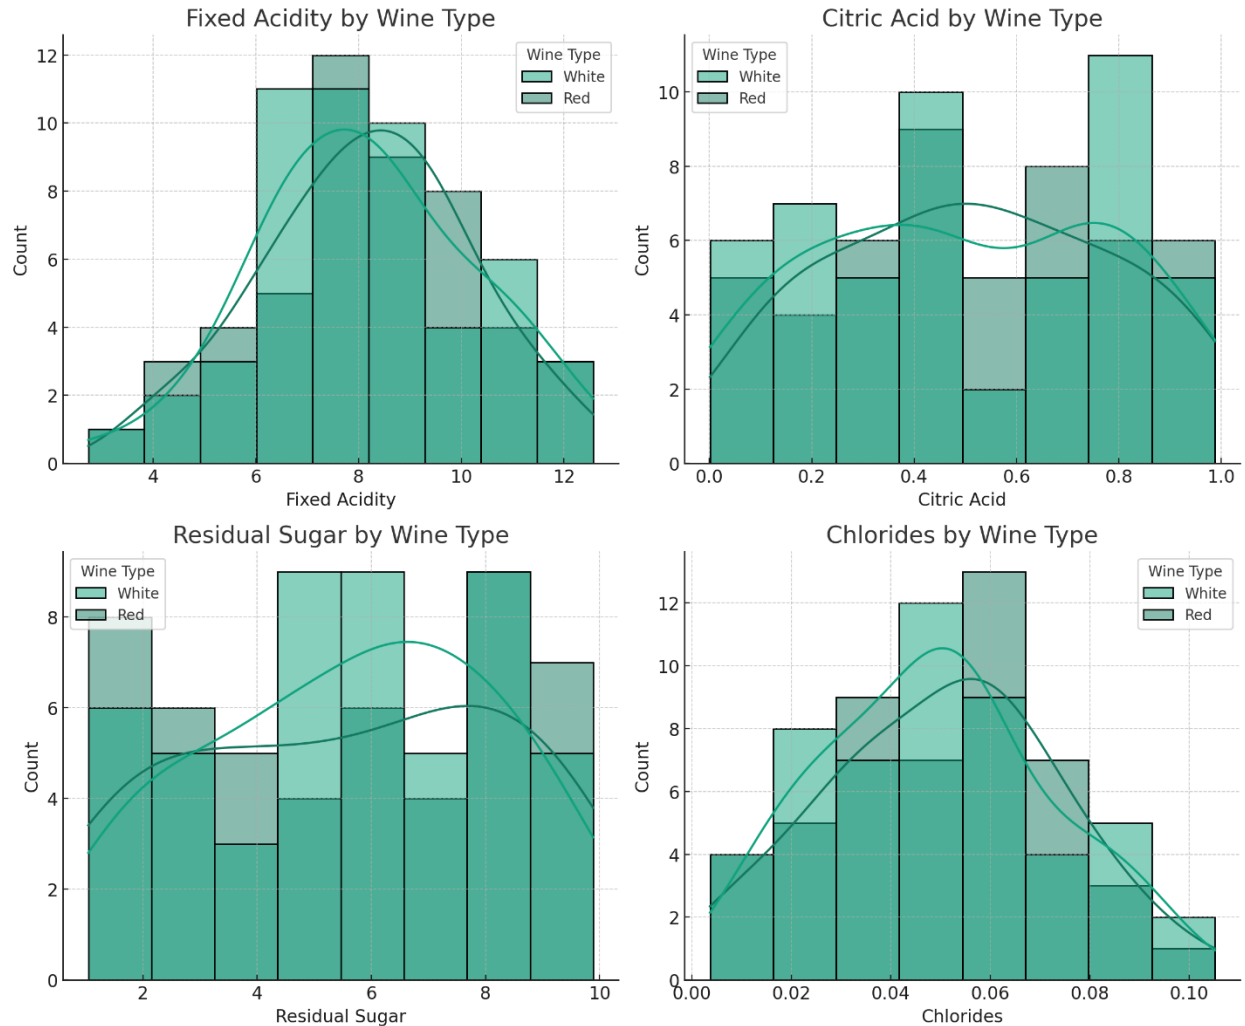 Fixed Acidity by Wine Type
Wine Type
White
Red
Count
12
10
8
6
4
2
0
4 6 8 10 12
Fixed Acidity
Citric Acid by Wine Type
Wine Type
White
Red
Count
10
8
6
4
2
0
0.0 0.2 0.4 0.6 0.8 1.0
Citric Acid
Residual Sugar by Wine Type
Wine Type
White
Red
Count
8
6
4
2
0
2 4 6 8 10
Residual Sugar
Chlorides by Wine Type
Wine Type
White
Red
Count
12
10
8
6
4
2
0
0.00 0.02 0.04 0.06 0.08 0.10
Chlorides